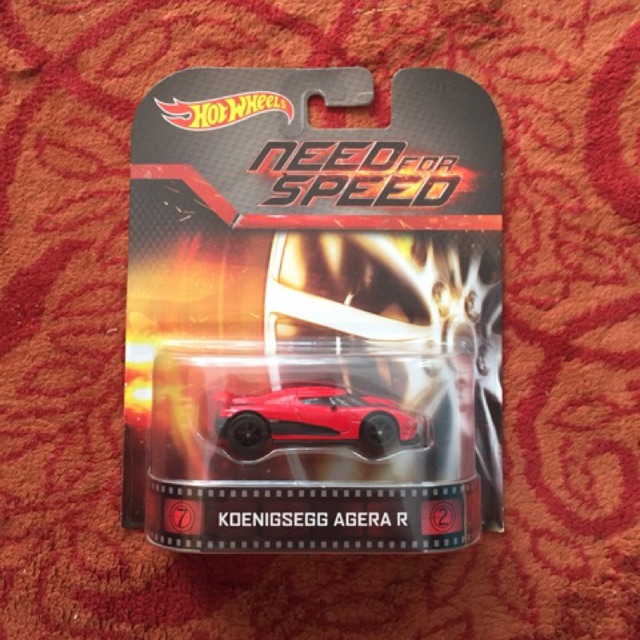 HOT WHEELS
NEED FOR
SPEED
7 KOENIGSEGG AGERA R 2